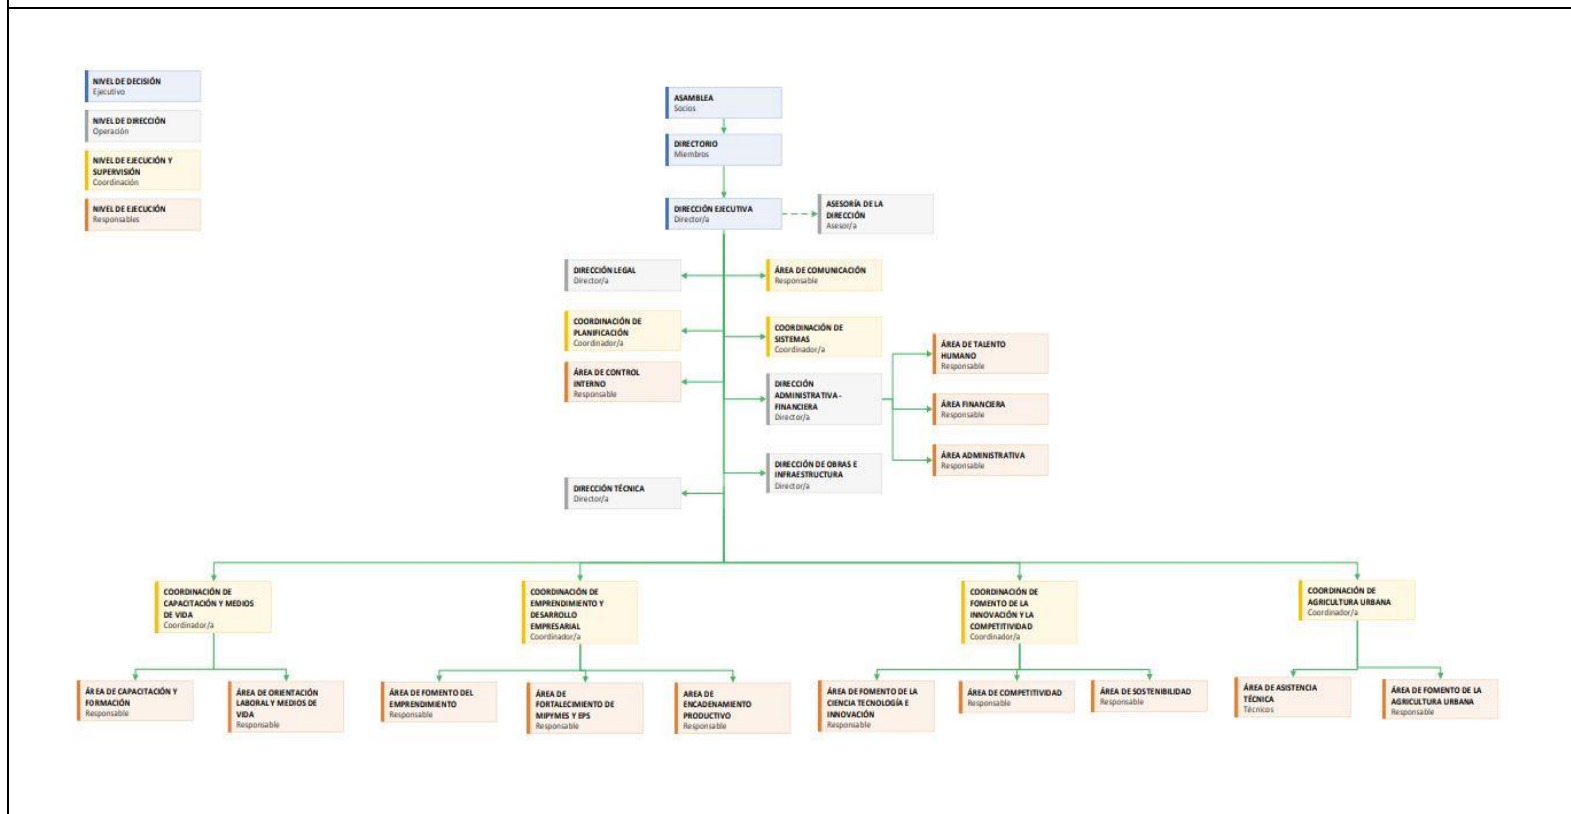 NIVEL DE DECISIÓN
Ejecutivo
NIVEL DE DIRECCIÓN
Operación
NIVEL DE EJECUCIÓN Y
SUPERVISIÓN
Coordinación
NIVEL DE EJECUCIÓN
Responsables
ASAMBLEA
Socios
DIRECTORIO
Miembros
DIRECCIÓN EJECUTIVA
Director/a
ASESORÍA DE LA
DIRECCIÓN
Asesor/a
DIRECCIÓN LEGAL
Director/a
ÁREA DE COMUNICACIÓN
Responsable
COORDINACIÓN DE
PLANIFICACIÓN
Coordinador/a
COORDINACIÓN DE
SISTEMAS
Coordinador/a
ÁREA DE CONTROL
INTERNO
Responsable
DIRECCIÓN
ADMINISTRATIVA -
FINANCIERA
Director/a
ÁREA DE TALENTO
HUMANO
Responsable
ÁREA FINANCIERA
Responsable
ÁREA ADMINISTRATIVA
Responsable
DIRECCIÓN DE OBRAS E
INFRAESTRUCTURA
Director/a
DIRECCIÓN TÉCNICA
Director/a
COORDINACIÓN DE
CAPACITACIÓN Y MEDIOS
DE VIDA
Coordinador/a
COORDINACIÓN DE
EMPRENDIMIENTO Y
DESARROLLO
EMPRESARIAL
Coordinador/a
COORDINACIÓN DE
FOMENTO DE LA
INNOVACIÓN Y LA
COMPETITIVIDAD
Coordinador/a
COORDINACIÓN DE
AGRICULTURA URBANA
Coordinador/a
ÁREA DE CAPACITACIÓN Y
FORMACIÓN
Responsable
ÁREA DE ORIENTACIÓN
LABORAL Y MEDIOS DE
VIDA
Responsable
ÁREA DE FOMENTO DEL
EMPRENDIMIENTO
Responsable
ÁREA DE
FORTALECIMIENTO DE
MIPYMES Y EPS
Responsable
AREA DE
ENCADENAMIENTO
PRODUCTIVO
Responsable
ÁREA DE FOMENTO DE LA
CIENCIA TECNOLOGÍA E
INNOVACIÓN
Responsable
ÁREA DE COMPETITIVIDAD
Responsable
ÁREA DE SOSTENIBILIDAD
Responsable
ÁREA DE ASISTENCIA
TÉCNICA
Técnicos
ÁREA DE FOMENTO DE LA
AGRICULTURA URBANA
Responsable